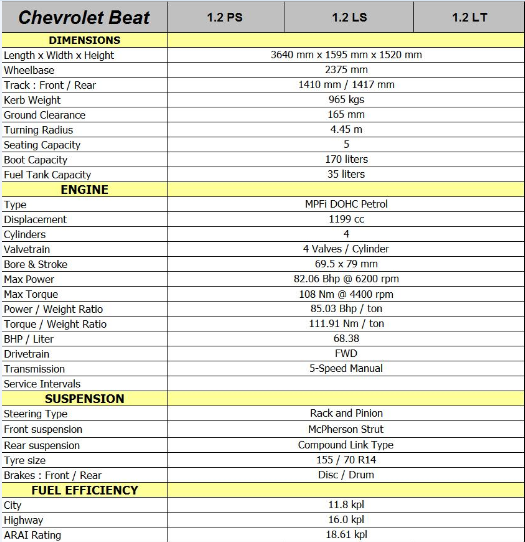 Chevrolet Beat 1.2 PS 1.2 LS 1.2 LT
DIMENSIONS
Length x Width x Height 3640 mm x 1595 mm x 1520 mm
Wheelbase 2375 mm
Track : Front / Rear 1410 mm / 1417 mm
Kerb Weight 965 kgs
Ground Clearance 165 mm
Turning Radius 4.45 m
Seating Capacity 5
Boot Capacity 170 liters
Fuel Tank Capacity 35 liters
ENGINE
Type MPFi DOHC Petrol
Displacement 1199 cc
Cylinders 4
Valvetrain 4 Valves / Cylinder
Bore & Stroke 69.5 x 79 mm
Max Power 82.06 Bhp @ 6200 rpm
Max Torque 108 Nm @ 4400 rpm
Power / Weight Ratio 85.03 Bhp / ton
Torque / Weight Ratio 111.91 Nm / ton
BHP / Liter 68.38
Drivetrain FWD
Transmission 5-Speed Manual
Service Intervals
SUSPENSION
Steering Type Rack and Pinion
Front suspension McPherson Strut
Rear suspension Compound Link Type
Tyre size 155 / 70 R14
Brakes : Front / Rear Disc / Drum
FUEL EFFICIENCY
City 11.8 kpl
Highway 16.0 kpl
ARAI Rating 18.61 kpl